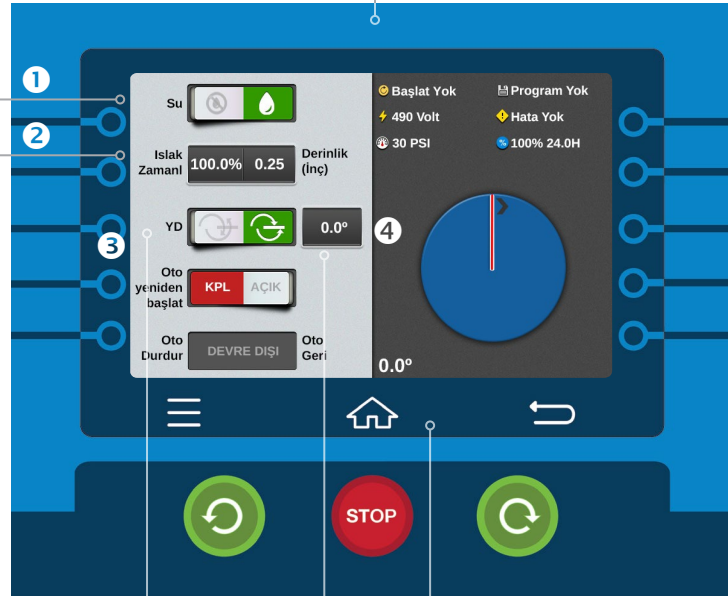 1
Su
Başlat Yok
Program Yok
490 Volt
Hata Yok
30 PSI
100% 24.0H
2
Islak
Zamanl
100.0%
0.25
Derinlik
(İnç)
3
YD
0.0º
4
Oto
yeniden
başlat
KPL
AÇIK
Oto
Durdur
DEVRE DIŞI
Oto
Geri
0.0º
STOP